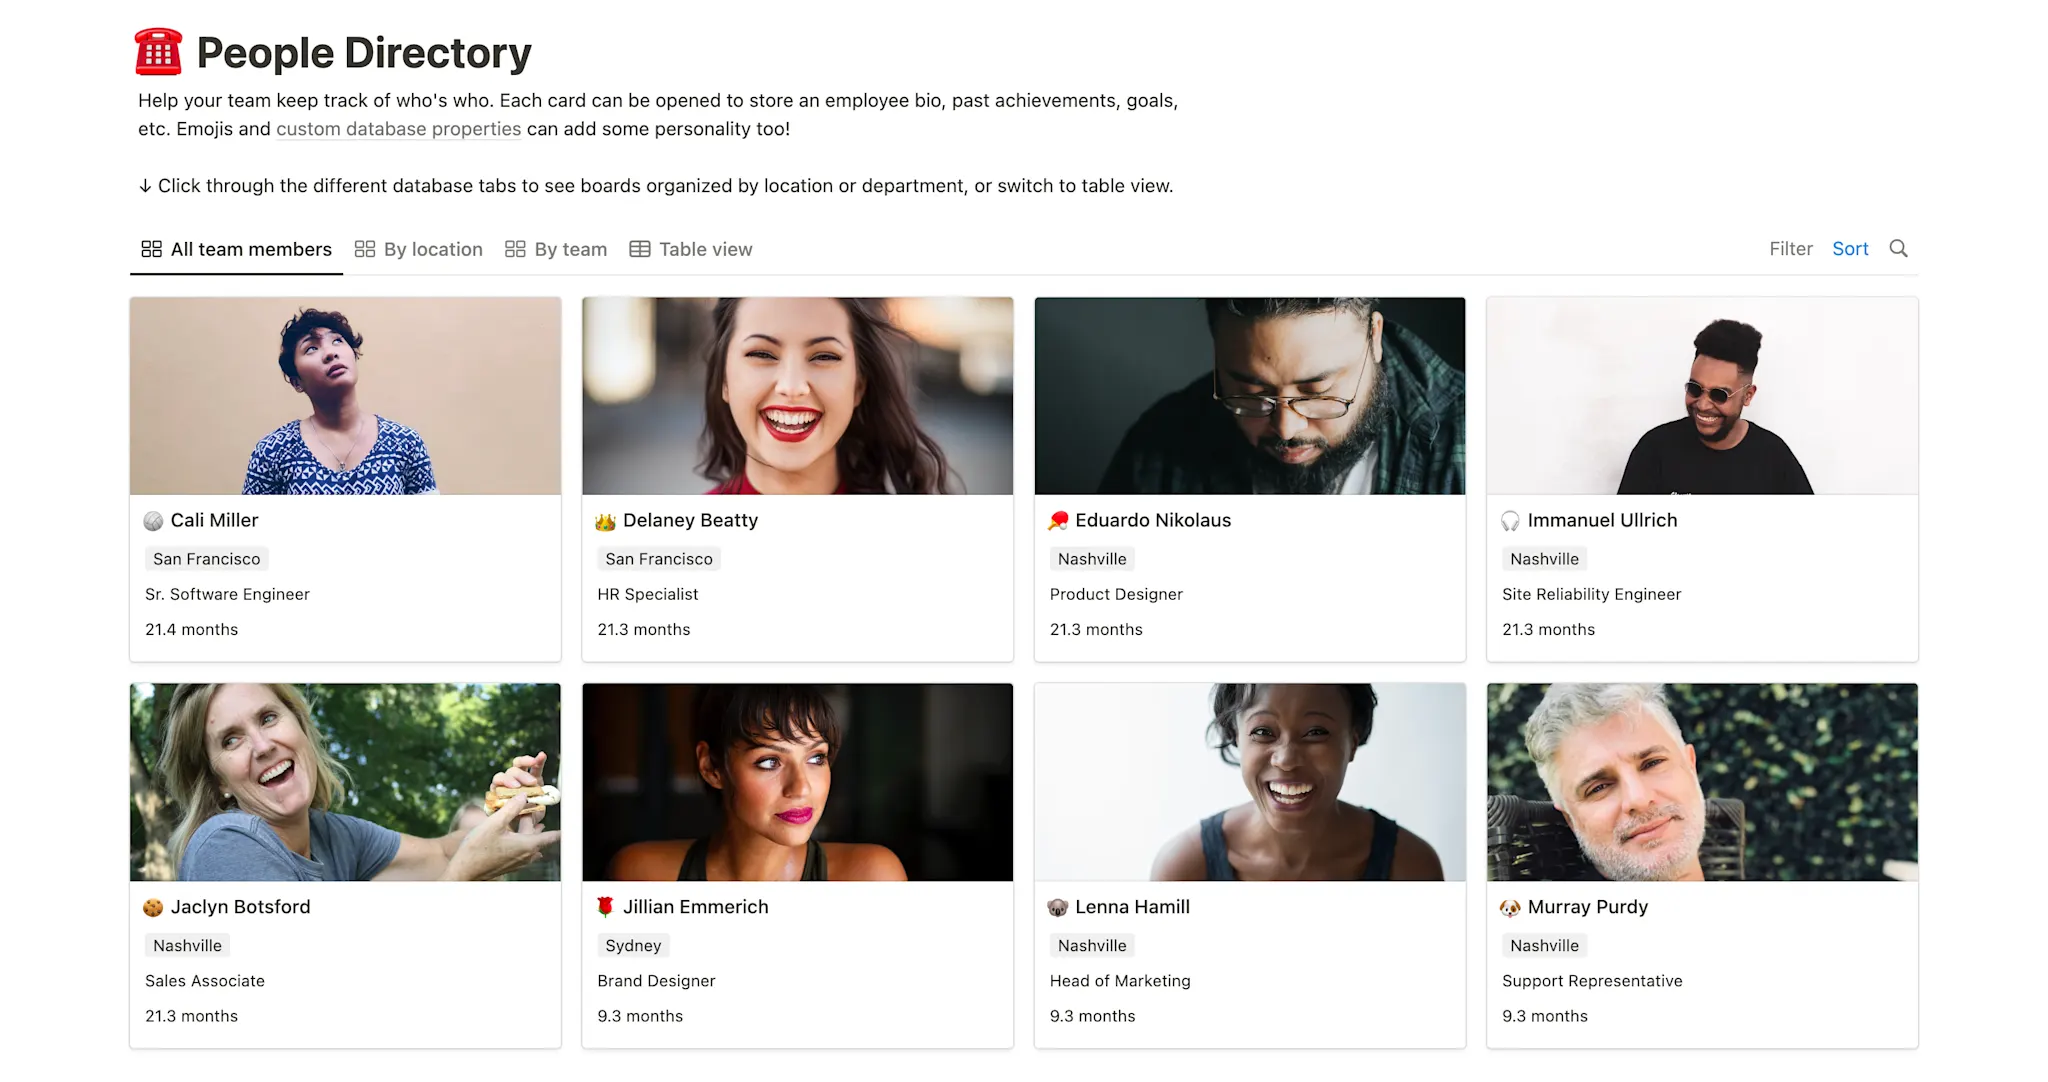 People Directory
Help your team keep track of who's who. Each card can be opened to store an employee bio, past achievements, goals,
etc. Emojis and custom database properties can add some personality too!
↓ Click through the different database tabs to see boards organized by location or department, or switch to table view.
All team members By location By team Table view Filter Sort
Cali Miller
San Francisco
Sr. Software Engineer
21.4 months
Delaney Beatty
San Francisco
HR Specialist
21.3 months
Eduardo Nikolaus
Nashville
Product Designer
21.3 months
Immanuel Ullrich
Nashville
Site Reliability Engineer
21.3 months
Jaclyn Botsford
Nashville
Sales Associate
21.3 months
Jillian Emmerich
Sydney
Brand Designer
9.3 months
Lenna Hamill
Nashville
Head of Marketing
9.3 months
Murray Purdy
Nashville
Support Representative
9.3 months